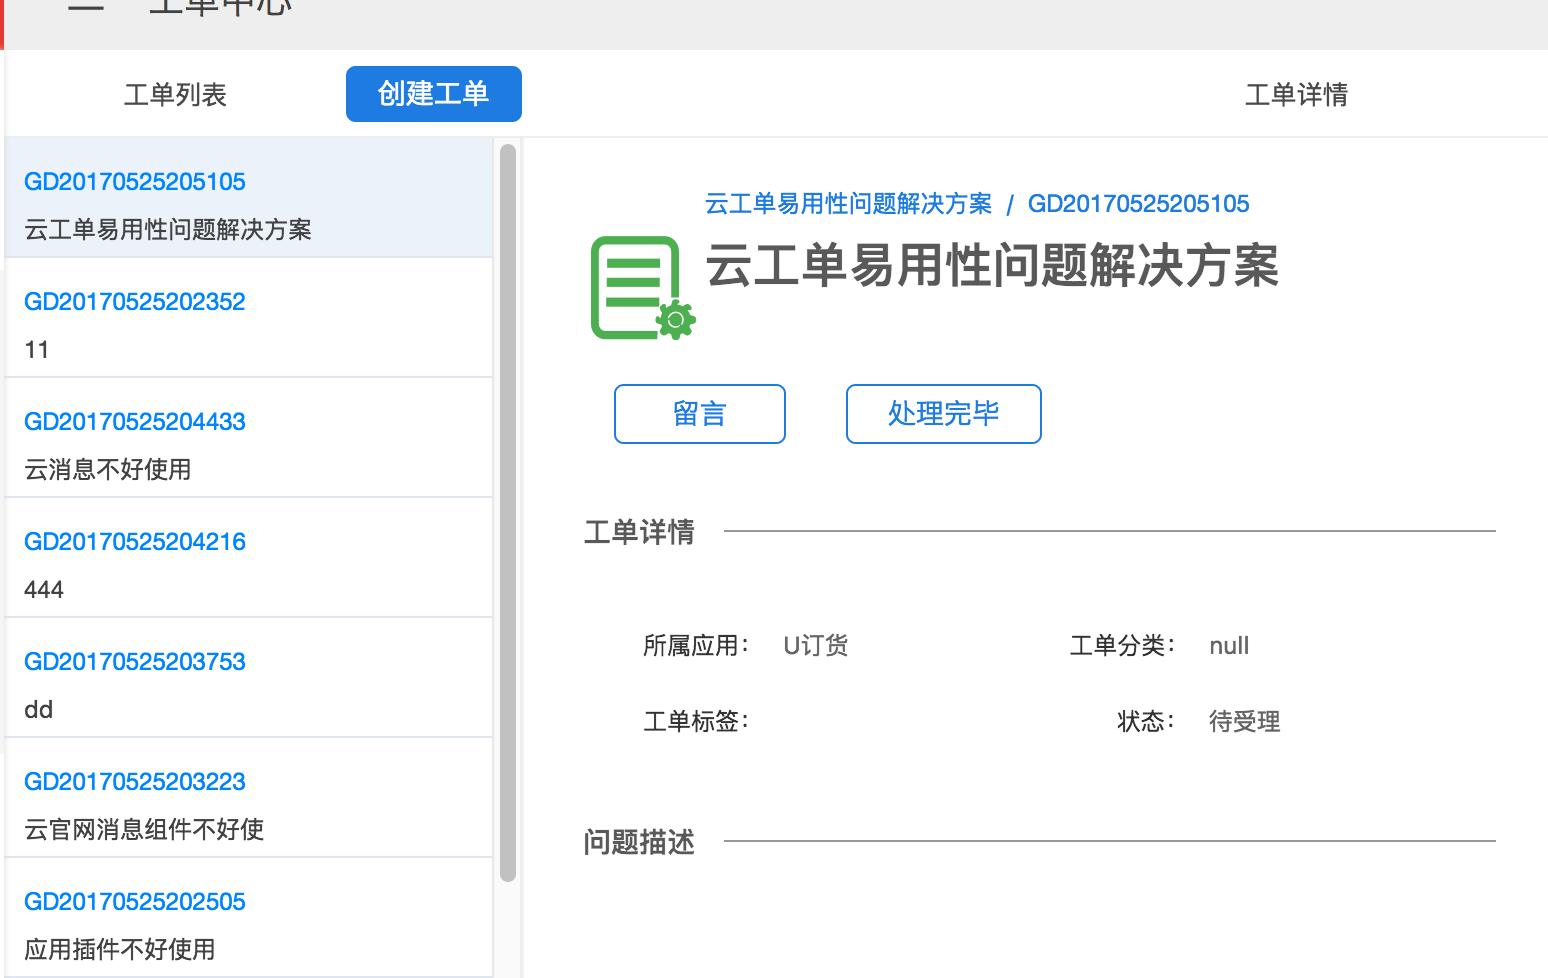 工单中心
工单列表
创建工单
工单详情
GD20170525205105
云工单易用性问题解决方案
GD20170525202352
11
GD20170525204433
云消息不好使用
GD20170525204216
444
GD20170525203753
dd
GD20170525203223
云官网消息组件不好使
GD20170525202505
应用插件不好使用
云工单易用性问题解决方案 / GD20170525205105
云工单易用性问题解决方案
留言
处理完毕
工单详情
所属应用： U订货
工单分类： null
工单标签：
状态： 待受理
问题描述